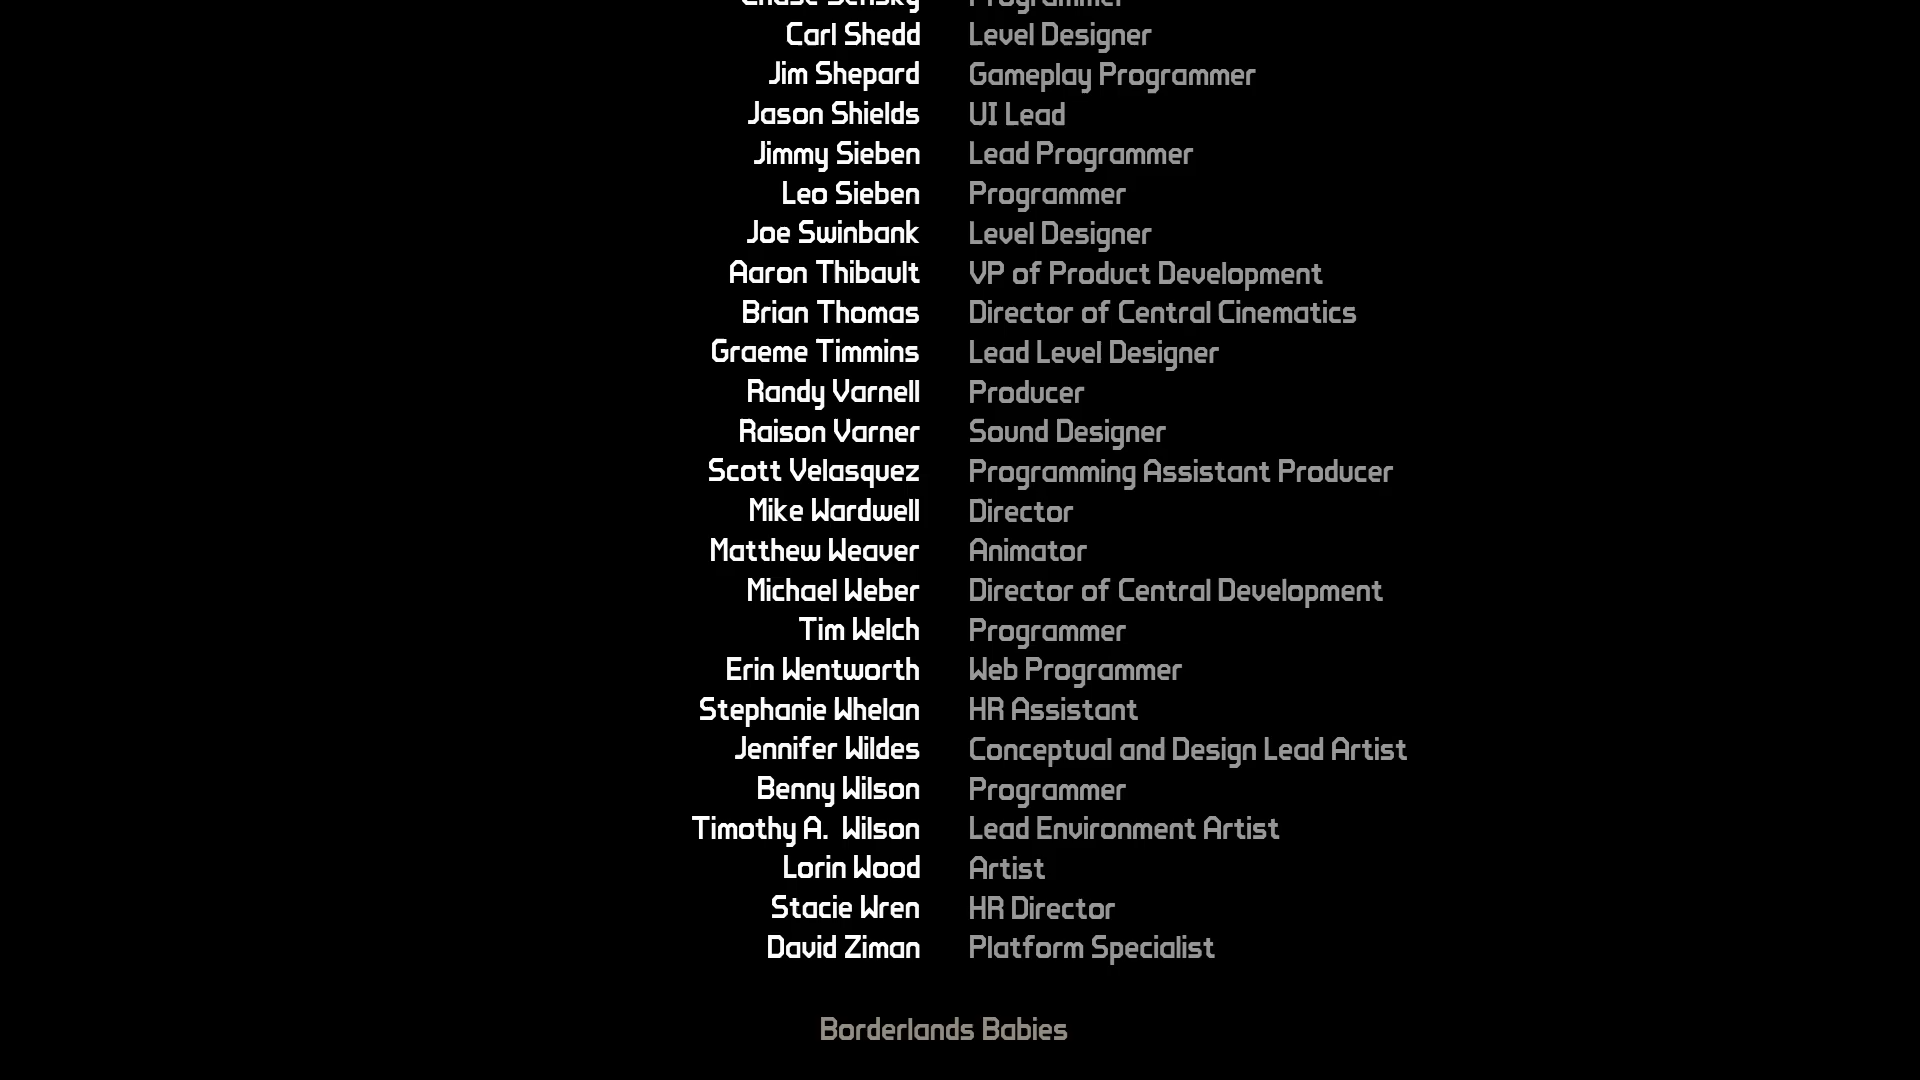 Carl Shedd Level Designer
Jim Shepard Gameplay Programmer
Jason Shields UI Lead
Jimmy Sieben Lead Programmer
Leo Sieben Programmer
Joe Swinbank Level Designer
Aaron Thibault VP of Product Development
Brian Thomas Director of Central Cinematics
Graeme Timmins Lead Level Designer
Randy Varnell Producer
Raison Varner Sound Designer
Scott Velasquez Programming Assistant Producer
Mike Wardwell Director
Matthew Weaver Animator
Michael Weber Director of Central Development
Tim Welch Programmer
Erin Wentworth Web Programmer
Stephanie Whelan HR Assistant
Jennifer Wildes Conceptual and Design Lead Artist
Benny Wilson Programmer
Timothy A. Wilson Lead Environment Artist
Lorin Wood Artist
Stacie Wren HR Director
David Ziman Platform Specialist
Borderlands Babies